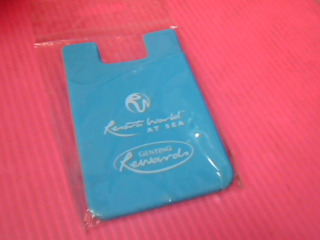 Resorts World
AT SEA
GENTING
Rewards